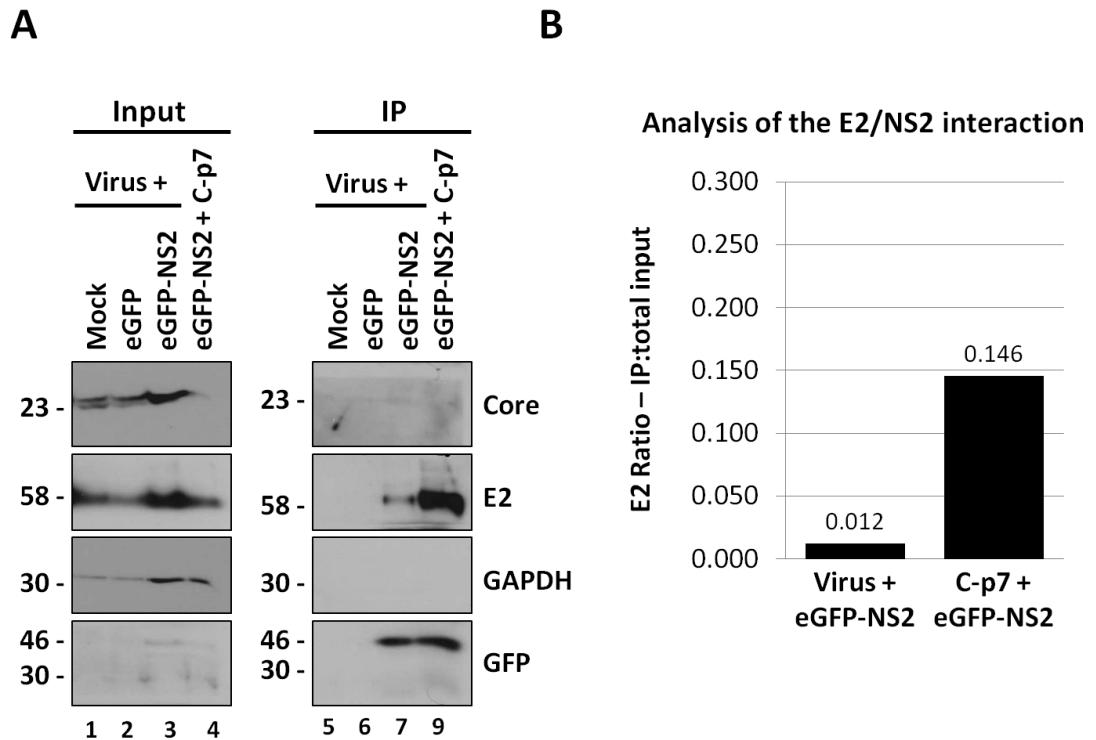 A
B
Input
IP
Virus +
Virus +
Mock
eGFP
eGFP-NS2
eGFP-NS2 + C-p7
Mock
eGFP
eGFP-NS2
eGFP-NS2 + C-p7
23 -
23 -
Core
58 -
58 -
E2
30 -
30 -
GAPDH
46 -
30 -
46 -
30 -
GFP
1 2 3 4
5 6 7 9
Analysis of the E2/NS2 interaction
E2 Ratio – IP:total input
0.300
0.250
0.200
0.150
0.100
0.050
0.000
0.012
0.146
Virus +
eGFP-NS2
C-p7 +
eGFP-NS2